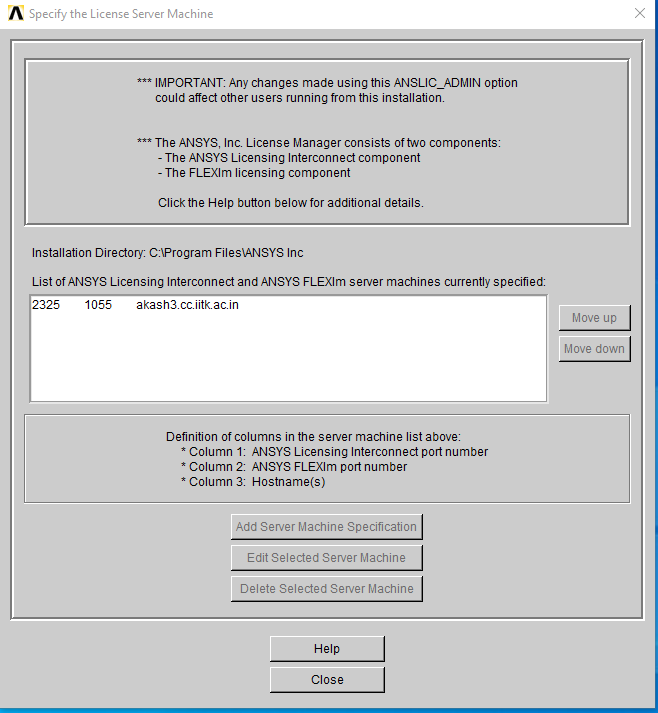 Specify the License Server Machine
*** IMPORTANT: Any changes made using this ANSLIC_ADMIN option
could affect other users running from this installation.
*** The ANSYS, Inc. License Manager consists of two components:
- The ANSYS Licensing Interconnect component
- The FLEXlm licensing component
Click the Help button below for additional details.
Installation Directory: C:\Program Files\ANSYS Inc
List of ANSYS Licensing Interconnect and ANSYS FLEXlm server machines currently specified:
2325 1055 akash3.cc.iitk.ac.in
Move up
Move down
Definition of columns in the server machine list above:
* Column 1: ANSYS Licensing Interconnect port number
* Column 2: ANSYS FLEXlm port number
* Column 3: Hostname(s)
Add Server Machine Specification
Edit Selected Server Machine
Delete Selected Server Machine
Help
Close